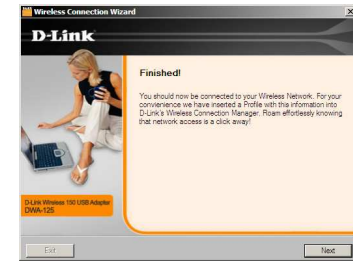 Wireless Connection Wizard
D-Link
Finished!
You should now be connected to your Wireless Network. For your
convenience we have inserted a Profile with this information into
D-Link's Wireless Connection Manager. Roam effortlessly knowing
that network access is a click away!
D-Link Wireless 150 USB Adapter
DWA-125
Exit
Next